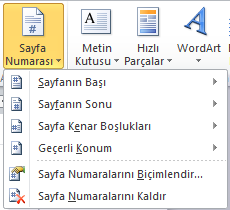 Sayfa Metin Hızlı WordArt
Numarası Kutusu Parçalar
Sayfanın Başı
Sayfanın Sonu
Sayfa Kenar Boşlukları
Geçerli Konum
Sayfa Numaralarını Biçimlendir...
Sayfa Numaralarını Kaldır